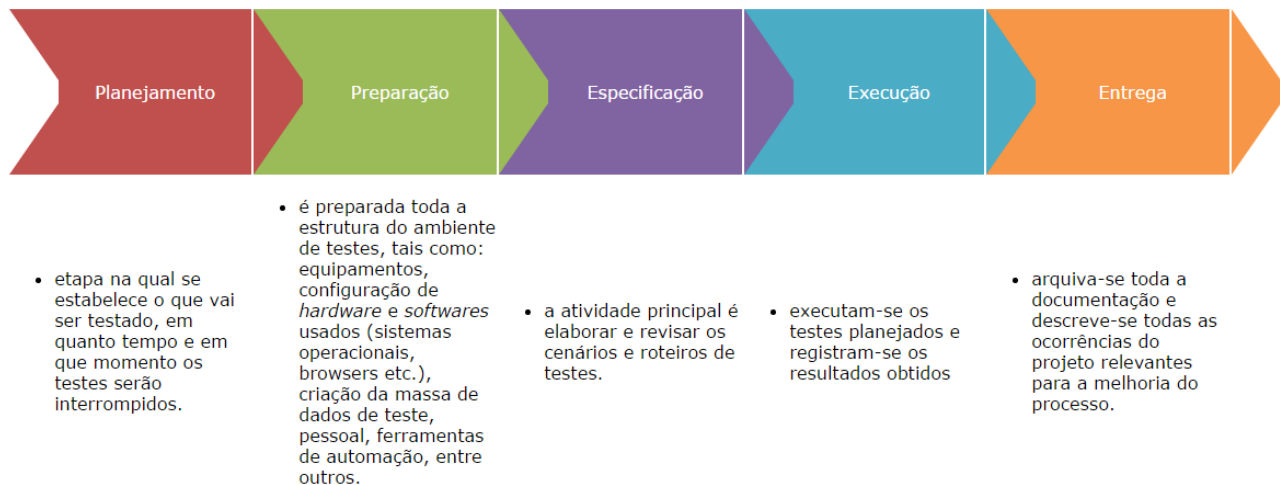 Planejamento
Preparação
Especificação
Execução
Entrega
• etapa na qual se
estabelece o que vai
ser testado, em
quanto tempo e em
que momento os
testes serão
interrompidos.
• é preparada toda a
estrutura do ambiente
de testes, tais como:
equipamentos,
configuração de
hardware e softwares
usados (sistemas
operacionais,
browsers etc.),
criação da massa de
dados de teste,
pessoal, ferramentas
de automação, entre
outros.
• a atividade principal é
elaborar e revisar os
cenários e roteiros de
testes.
• executam-se os
testes planejados e
registram-se os
resultados obtidos
• arquiva-se toda a
documentação e
descreve-se todas as
ocorrências do
projeto relevantes
para a melhoria do
processo.